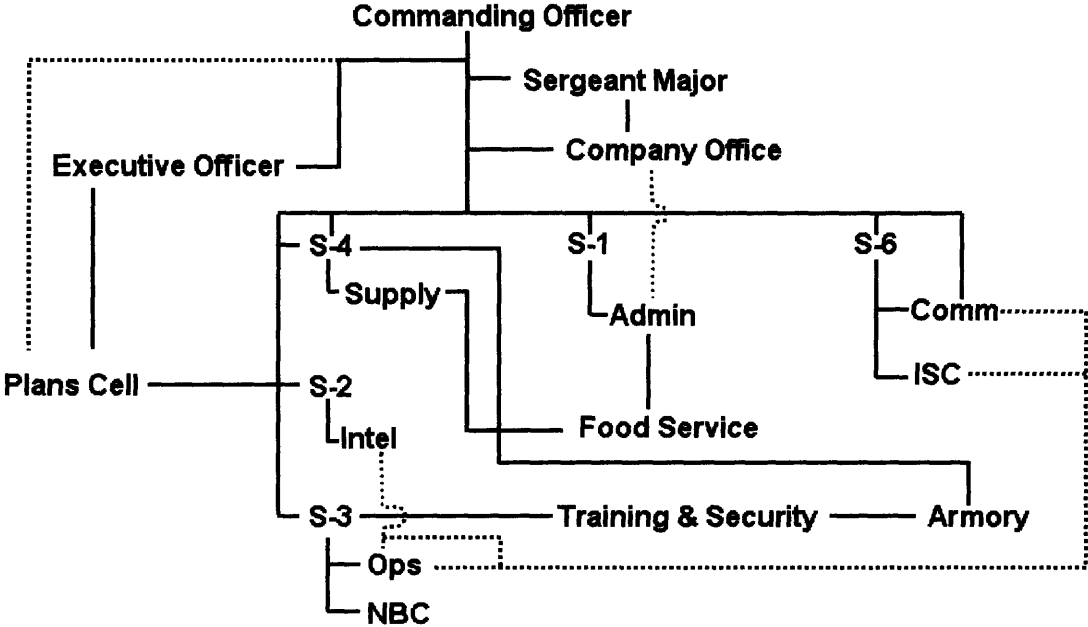 Commanding Officer
Sergeant Major
Company Office
Executive Officer
S-4
S-1
S-6
Supply
Admin
Comm
Plans Cell
S-2
ISC
Intel
Food Service
S-3
Training & Security
Armory
Ops
NBC